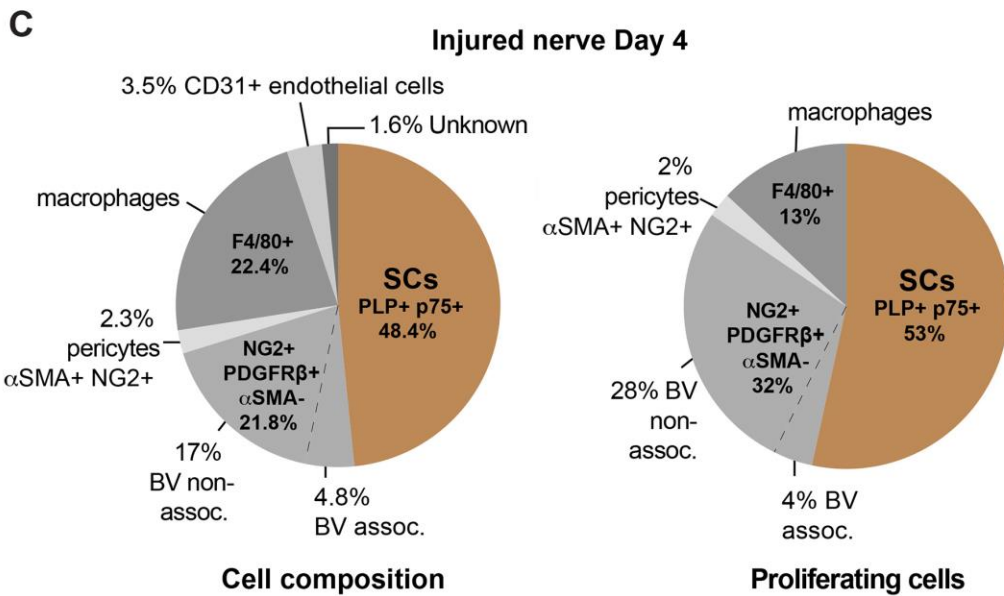 C
Injured nerve Day 4
3.5% CD31+ endothelial cells
1.6% Unknown
macrophages
F4/80+
22.4%
SCs
PLP+ p75+
48.4%
2.3%
pericytes
αSMA+ NG2+
NG2+
PDGFRβ+
αSMA-
21.8%
17%
BV non-
assoc.
4.8%
BV assoc.
Cell composition
macrophages
2%
pericytes
αSMA+ NG2+
F4/80+
13%
SCs
PLP+ p75+
53%
NG2+
PDGFRβ+
αSMA-
32%
28% BV
non-
assoc.
4% BV
assoc.
Proliferating cells